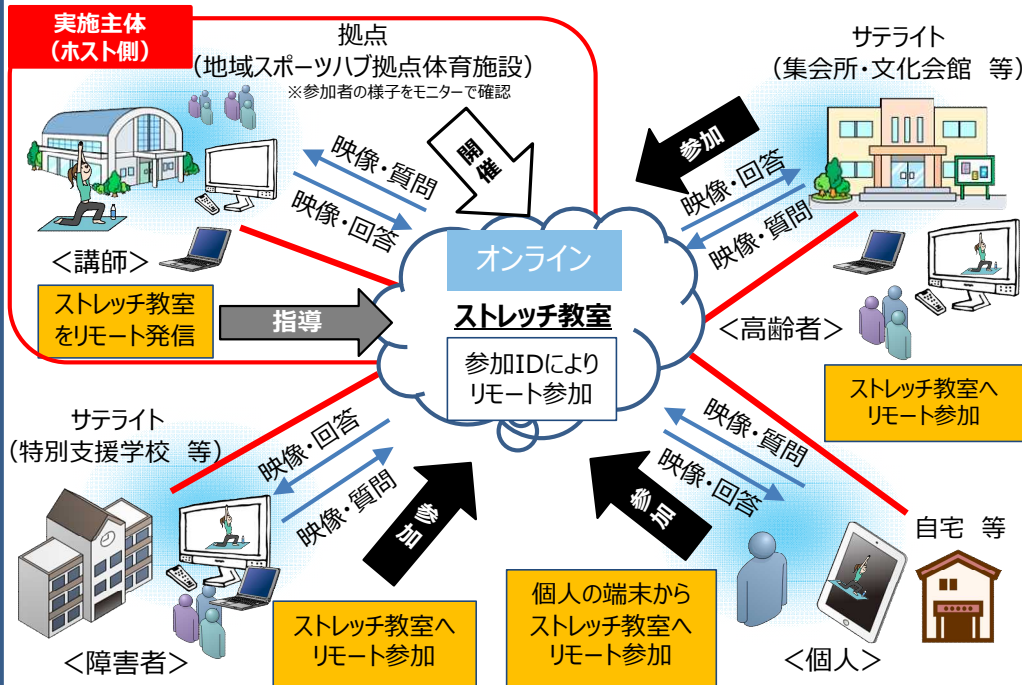 実施主体
（ホスト側）
拠点
（地域スポーツハブ拠点体育施設）
※参加者の様子をモニターで確認
開催
映像・質問
映像・回答
＜講師＞
ストレッチ教室
をリモート発信
指導
サテライト
（集会所・文化会館　等）
参加
映像・回答
映像・質問
＜高齢者＞
ストレッチ教室へ
リモート参加
オンライン
ストレッチ教室
参加IDにより
リモート参加
サテライト
（特別支援学校　等）
映像・回答
映像・質問
参加
＜障害者＞
ストレッチ教室へ
リモート参加
映像・質問
映像・回答
参加
自宅　等
＜個人＞
個人の端末から
ストレッチ教室へ
リモート参加